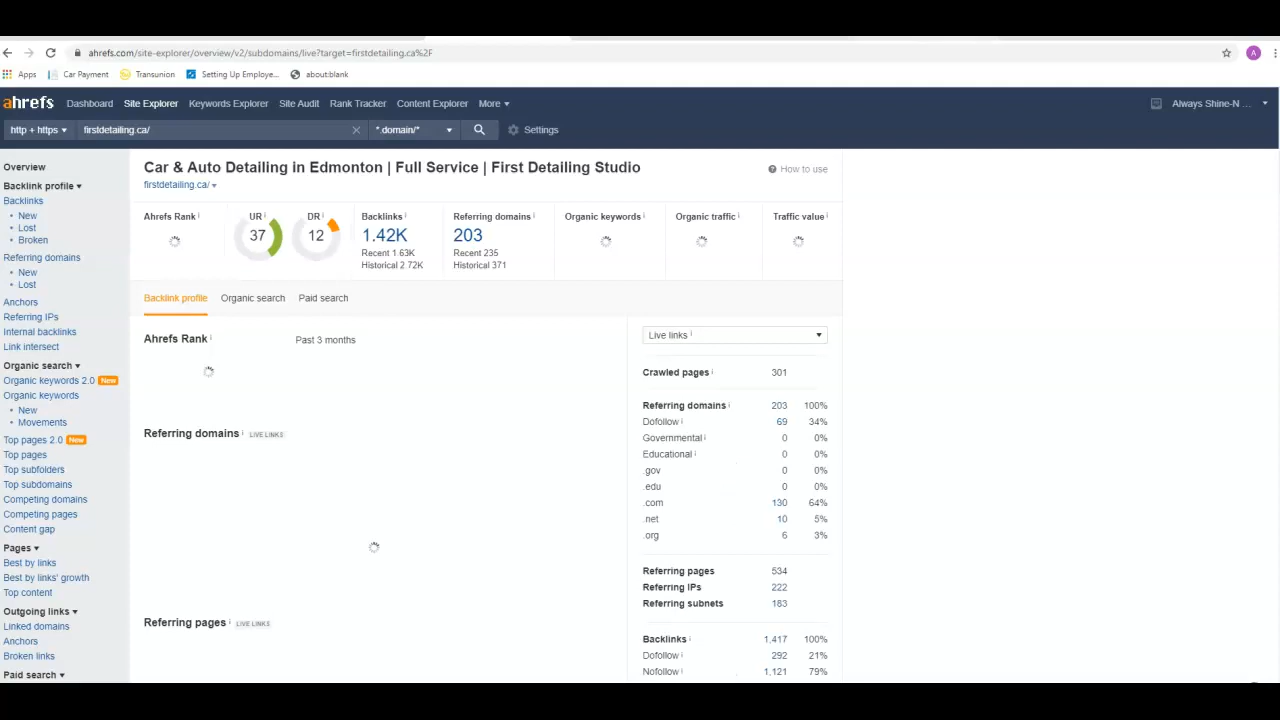 ahrefs.com/site-explorer/overview/v2/subdomains/live?target=firstdetailing.ca%2F
A
Apps Car Payment Transunion Setting Up Employe... about:blank
ahrefs Dashboard Site Explorer Keywords Explorer Site Audit Rank Tracker Content Explorer More Always Shine-N ...
http + https firstdetailing.ca/ *.domain/* Settings
Overview
Backlink profile
Backlinks
New
Lost
Broken
Referring domains
New
Lost
Anchors
Referring IPs
Internal backlinks
Link intersect
Organic search
Organic keywords 2.0 New
Organic keywords
New
Movements
Top pages 2.0 New
Top pages
Top subfolders
Top subdomains
Competing domains
Competing pages
Content gap
Pages
Best by links
Best by links' growth
Top content
Outgoing links
Linked domains
Anchors
Broken links
Paid search
Car & Auto Detailing in Edmonton | Full Service | First Detailing Studio
How to use
firstdetailing.ca/
Ahrefs Rank
UR
37
DR
12
Backlinks
1.42K
Recent 1.63K
Historical 2.72K
Referring domains
203
Recent 235
Historical 371
Organic keywords
Organic traffic
Traffic value
Backlink profile Organic search Paid search
Ahrefs Rank Past 3 months
Referring domains LIVE LINKS
Referring pages LIVE LINKS
Live links
Crawled pages 301
Referring domains 203 100%
Dofollow 69 34%
Governmental 0 0%
Educational 0 0%
.gov 0 0%
.edu 0 0%
.com 130 64%
.net 10 5%
.org 6 3%
Referring pages 534
Referring IPs 222
Referring subnets 183
Backlinks 1,417 100%
Dofollow 292 21%
Nofollow 1,121 79%